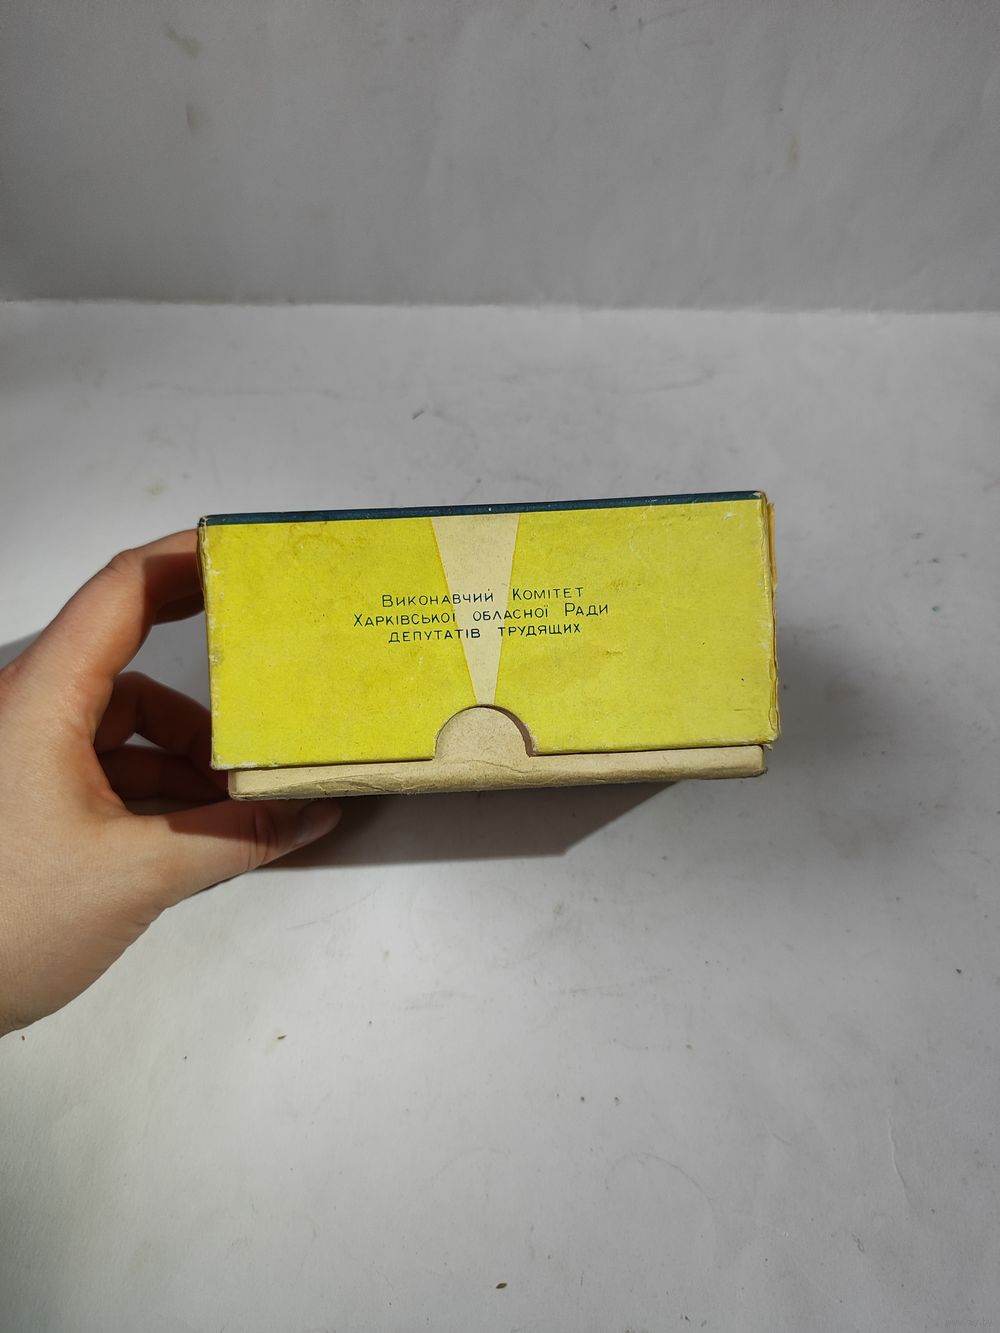 Виконавчий Комітет
Харківської обласної Ради
депутатів трудящих